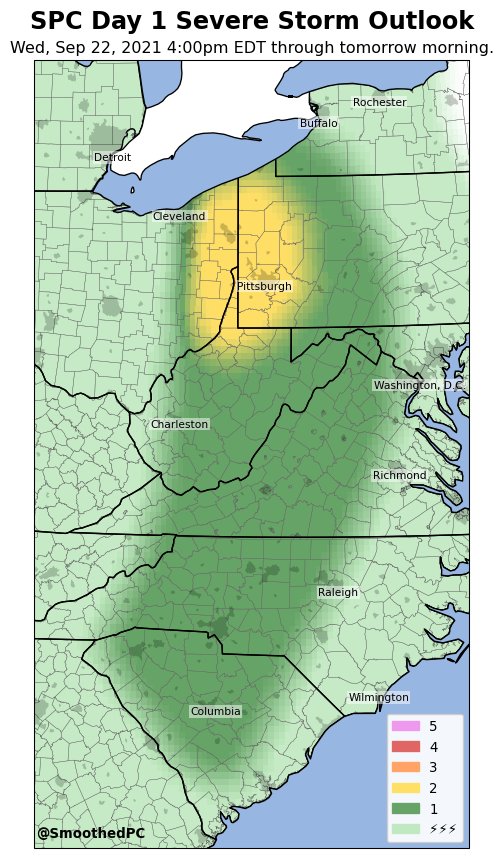 SPC Day 1 Severe Storm Outlook
Wed, Sep 22, 2021 4:00pm EDT through tomorrow morning.
Rochester
Buffalo
Detroit
Cleveland
Pittsburgh
Washington, D.C.
Charleston
Richmond
Raleigh
Wilmington
Columbia
5
4
3
2
1
⚡⚡⚡
@SmoothedPC